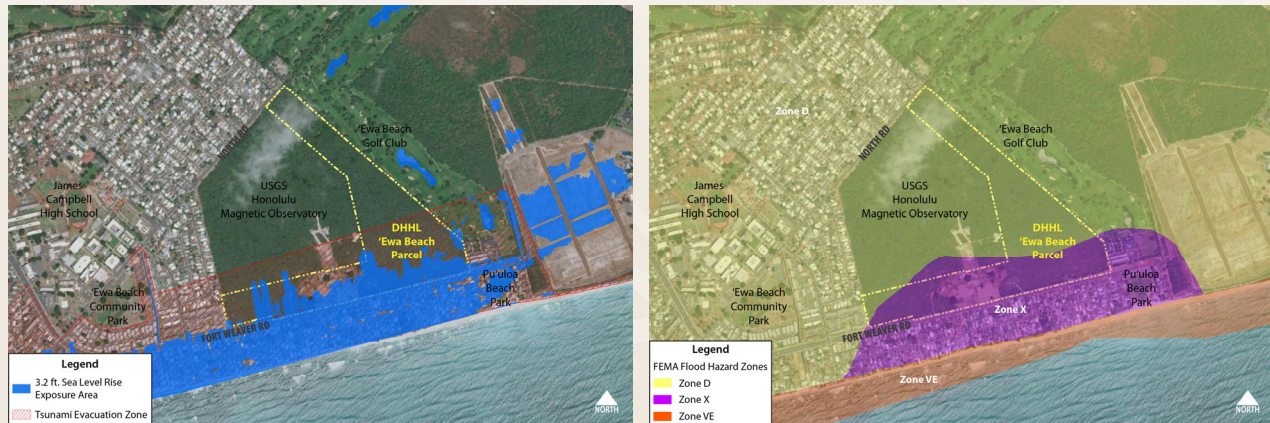 NORTH RD
'Ewa Beach
Golf Club
James
Campbell
High School
USGS
Honolulu
Magnetic Observatory
DHHL
'Ewa Beach
Parcel
Pu'uloa
Beach
Park
'Ewa Beach
Community
Park
FORT WEAVER RD
Legend
3.2 ft. Sea Level Rise
Exposure Area
Tsunami Evacuation Zone
NORTH
Zone D
NORTH RD
'Ewa Beach
Golf Club
James
Campbell
High School
USGS
Honolulu
Magnetic Observatory
DHHL
'Ewa Beach
Parcel
Pu'uloa
Beach
Park
'Ewa Beach
Community
Park
Zone X
FORT WEAVER RD
Zone VE
Legend
FEMA Flood Hazard Zones
Zone D
Zone X
Zone VE
NORTH